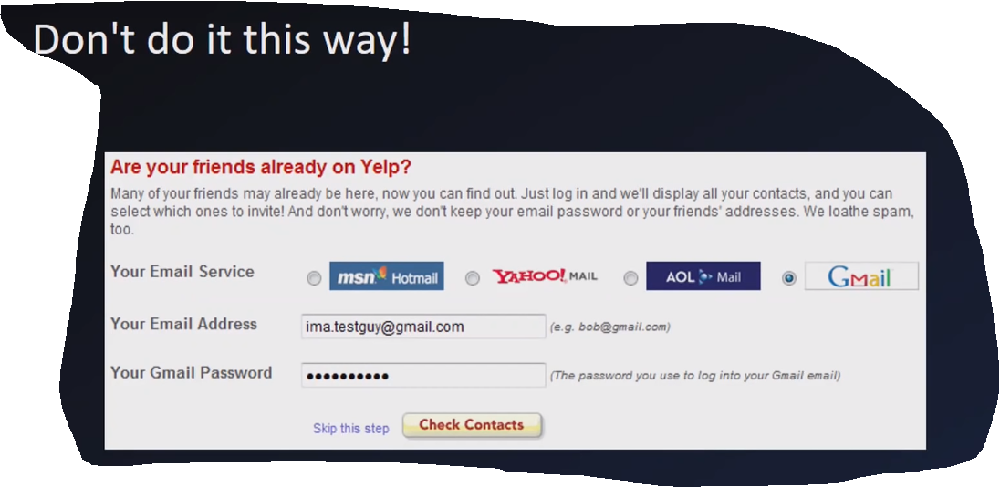 Don't do it this way!
Are your friends already on Yelp?
Many of your friends may already be here, now you can find out. Just log in and we'll display all your contacts, and you can
select which ones to invite! And don't worry, we don't keep your email password or your friends' addresses. We loathe spam,
too.
Your Email Service msn Hotmail YAHOO! MAIL AOL Mail Gmail
Your Email Address ima.testguy@gmail.com (e.g. bob@gmail.com)
Your Gmail Password •••••••••• (The password you use to log into your Gmail email)
Skip this step Check Contacts